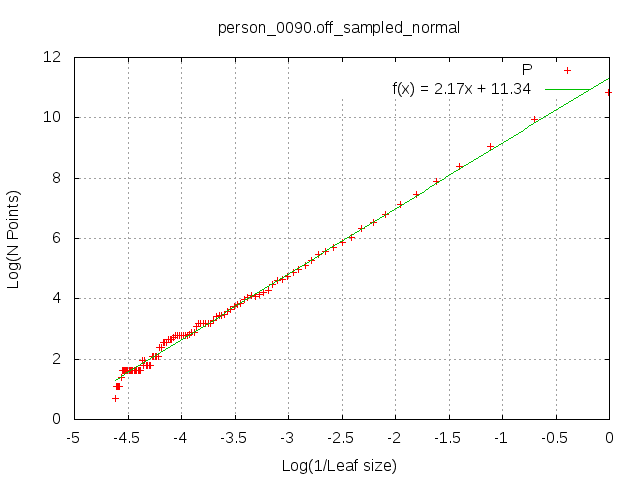 person_0090.off_sampled_normal
P
f(x) = 2.17x + 11.34
12
10
8
6
4
2
0
Log(N Points)
-5 -4.5 -4 -3.5 -3 -2.5 -2 -1.5 -1 -0.5 0
Log(1/Leaf size)